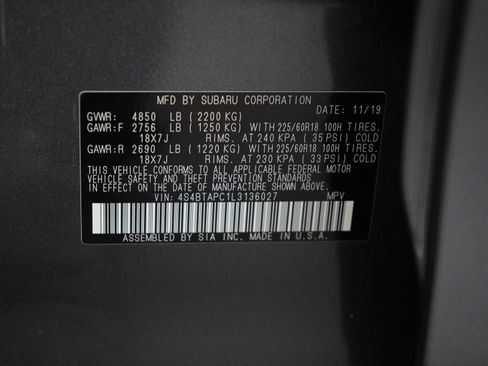 MFD BY SUBARU CORPORATION
DATE: 11/19
GVWR: 4850 LB (2200 KG)
GAWR:F 2756 LB (1250 KG) WITH 225/60R18 100H TIRES.
18X7J RIMS. AT 240 KPA (35 PSI) COLD
GAWR:R 2690 LB (1220 KG) WITH 225/60R18 100H TIRES.
18X7J RIMS. AT 230 KPA (33 PSI) COLD
THIS VEHICLE CONFORMS TO ALL APPLICABLE FEDERAL MOTOR
VEHICLE SAFETY AND THEFT PREVENTION STANDARDS IN
EFFECT ON THE DATE OF MANUFACTURE SHOWN ABOVE.
VIN: 4S4BTAPC1L3136027 MPV
ASSEMBLED BY SIA INC. MADE IN U.S.A.